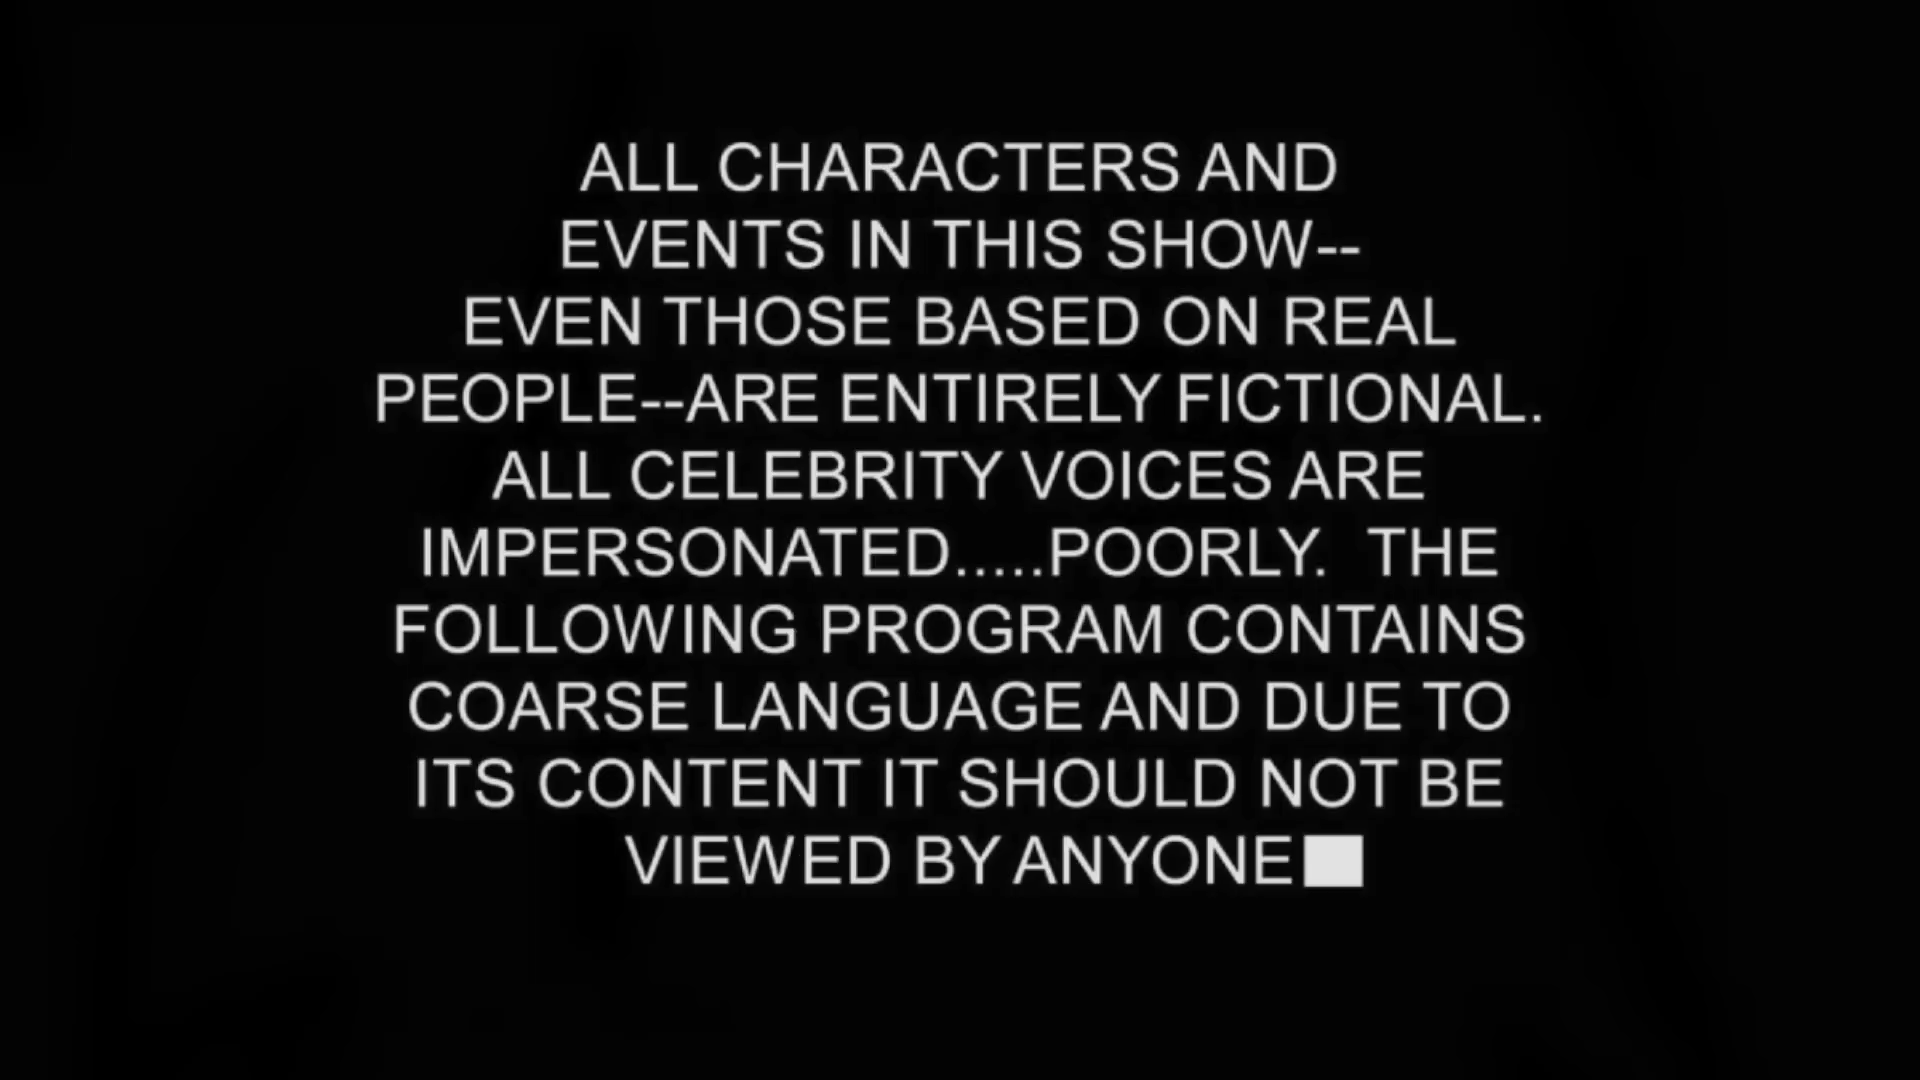 ALL CHARACTERS AND
EVENTS IN THIS SHOW--
EVEN THOSE BASED ON REAL
PEOPLE--ARE ENTIRELY FICTIONAL.
ALL CELEBRITY VOICES ARE
IMPERSONATED.....POORLY.  THE
FOLLOWING PROGRAM CONTAINS
COARSE LANGUAGE AND DUE TO
ITS CONTENT IT SHOULD NOT BE
VIEWED BY ANYONE